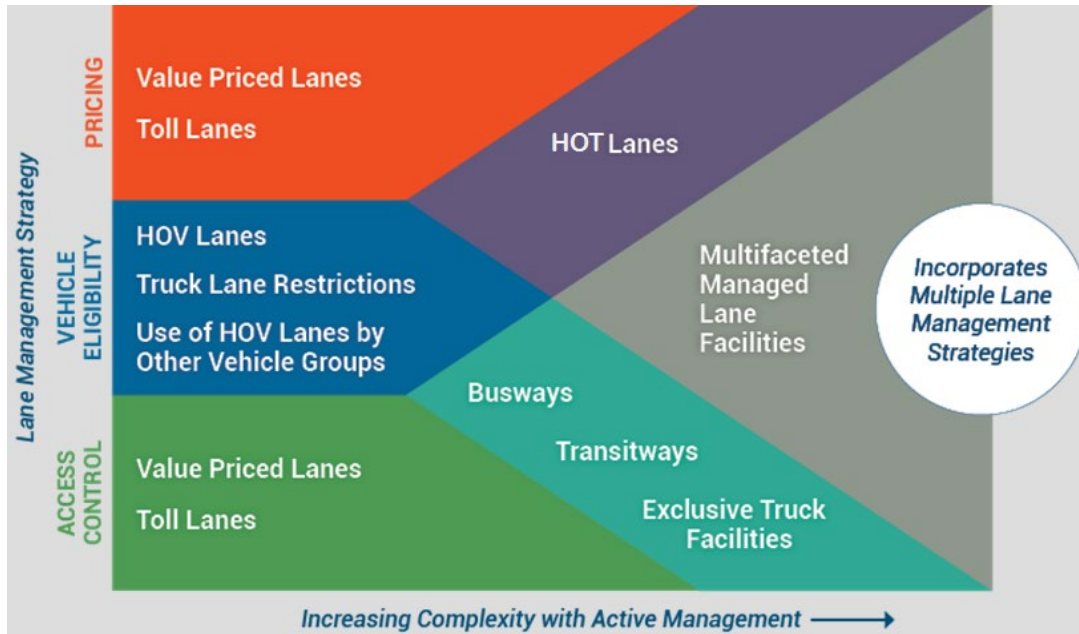 Lane Management Strategy
PRICING
Value Priced Lanes
Toll Lanes
HOT Lanes
VEHICLE
ELIGIBILITY
HOV Lanes
Truck Lane Restrictions
Use of HOV Lanes by
Other Vehicle Groups
Multifaceted
Managed
Lane
Facilities
Incorporates
Multiple Lane
Management
Strategies
ACCESS
CONTROL
Value Priced Lanes
Toll Lanes
Busways
Transitways
Exclusive Truck
Facilities
Increasing Complexity with Active Management